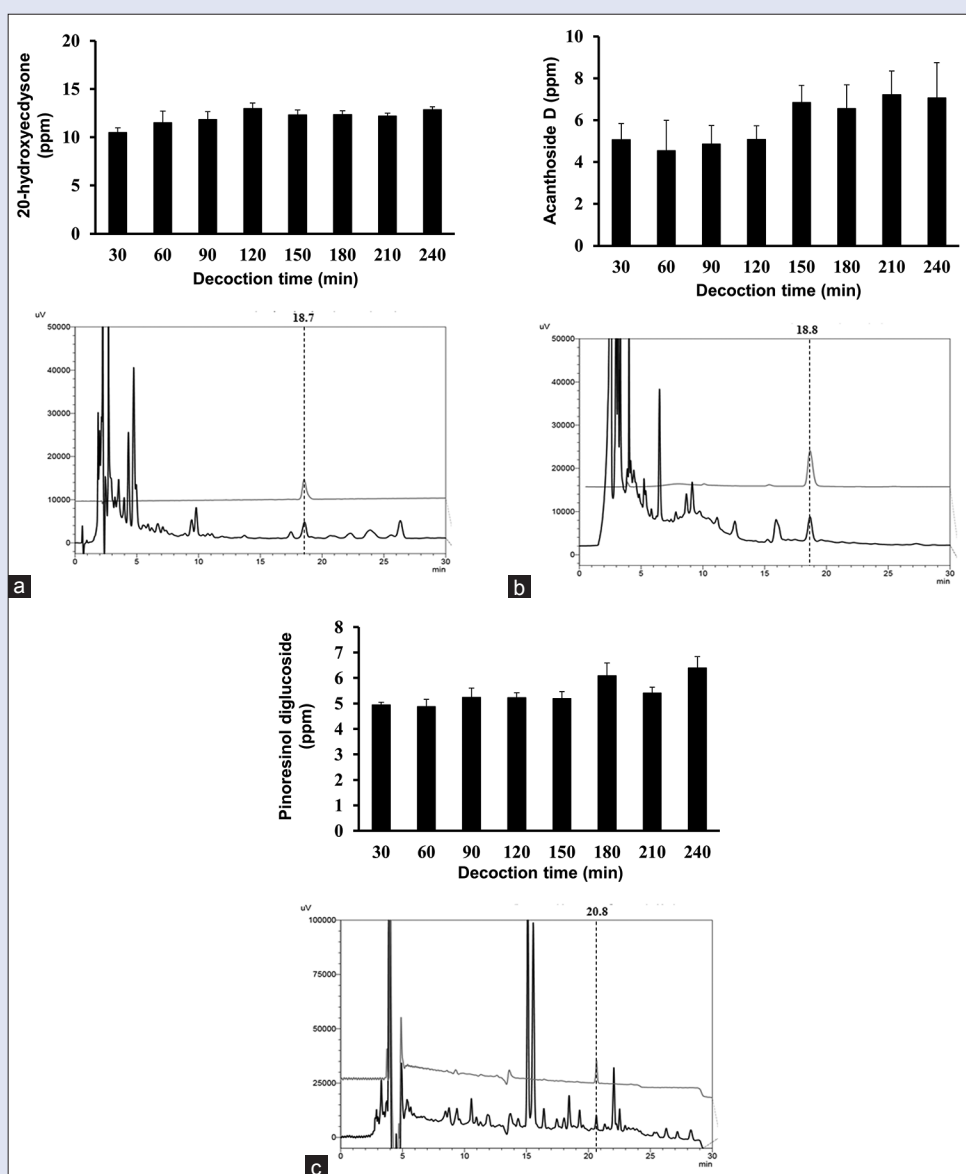 20-hydroxyecdysone
(ppm)
20
15
10
5
0
30 60 90 120 150 180 210 240
Decoction time (min)
Acanthoside D (ppm)
10
8
6
4
2
0
30 60 90 120 150 180 210 240
Decoction time (min)
18.7
uV
50000
40000
30000
20000
10000
0
0 5 10 15 20 25 30
min
a
18.8
uV
50000
40000
30000
20000
10000
0
0 5 10 15 20 25 30
min
b
Pinoresinol diglucoside
(ppm)
8
7
6
5
4
3
2
1
0
30 60 90 120 150 180 210 240
Decoction time (min)
20.8
uV
100000
75000
50000
25000
0
0 5 10 15 20 25 30
min
c